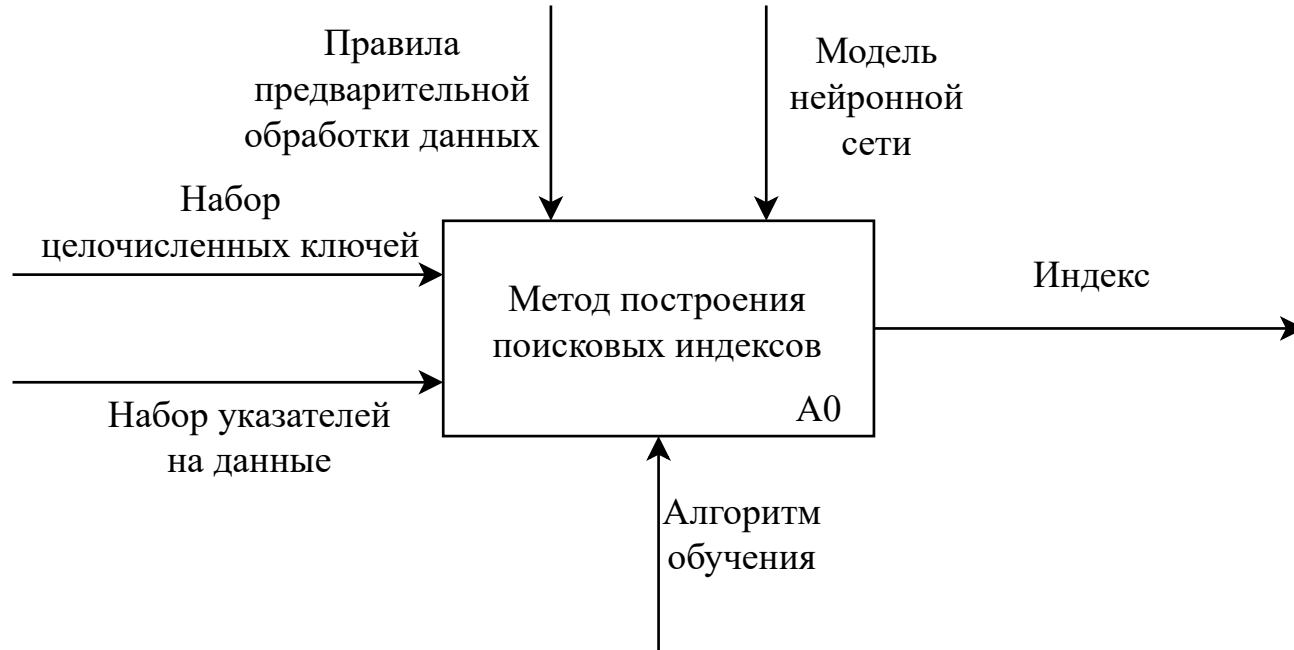 Правила
предварительной
обработки данных
Модель
нейронной
сети
Набор
целочисленных ключей
Индекс
Метод построения
поисковых индексов
А0
Набор указателей
на данные
Алгоритм
обучения